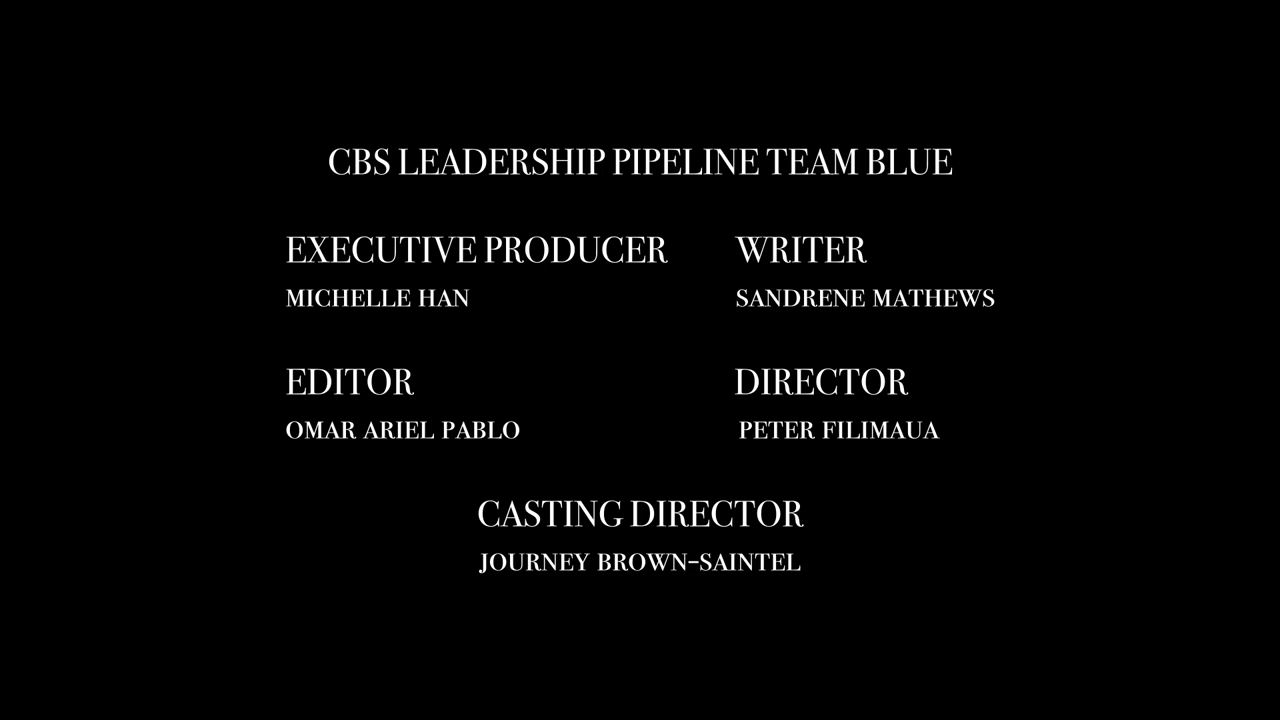 CBS LEADERSHIP PIPELINE TEAM BLUE
EXECUTIVE PRODUCER
MICHELLE HAN
WRITER
SANDRENE MATHEWS
EDITOR
OMAR ARIEL PABLO
DIRECTOR
PETER FILIMAUA
CASTING DIRECTOR
JOURNEY BROWN-SAINTEL